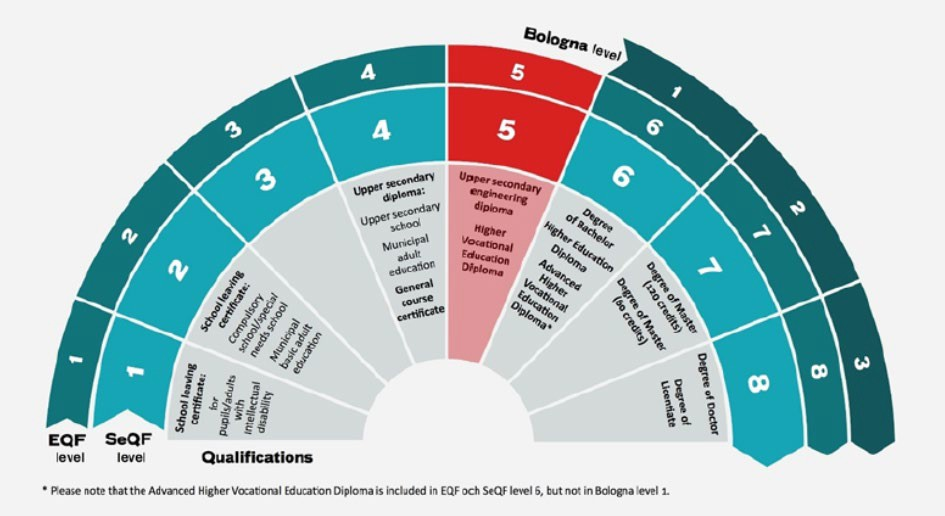 Bologna level
1
2
3
1
2
3
4
5
6
7
8
1
2
3
4
5
6
7
8
School leaving
certificate:
for
pupils/adults
with
intellectual
disability
School leaving
certificate:
Compulsory
school/special
needs school
Municipal
basic adult
education
Upper secondary
diploma:
Upper secondary
school
Municipal
adult
education
General
course
certificate
Upper secondary
engineering
diploma
Higher
Vocational
Education
Diploma
Degree
of Bachelor
Higher Education
Diploma
Advanced
Higher
Vocational
Education
Diploma*
Degree of Master
(120 credits)
Degree of Master
(60 credits)
Degree of Doctor
Degree of
Licentiate
EQF
level
SeQF
level
Qualifications
* Please note that the Advanced Higher Vocational Education Diploma is included in EQF och SeQF level 6, but not in Bologna level 1.